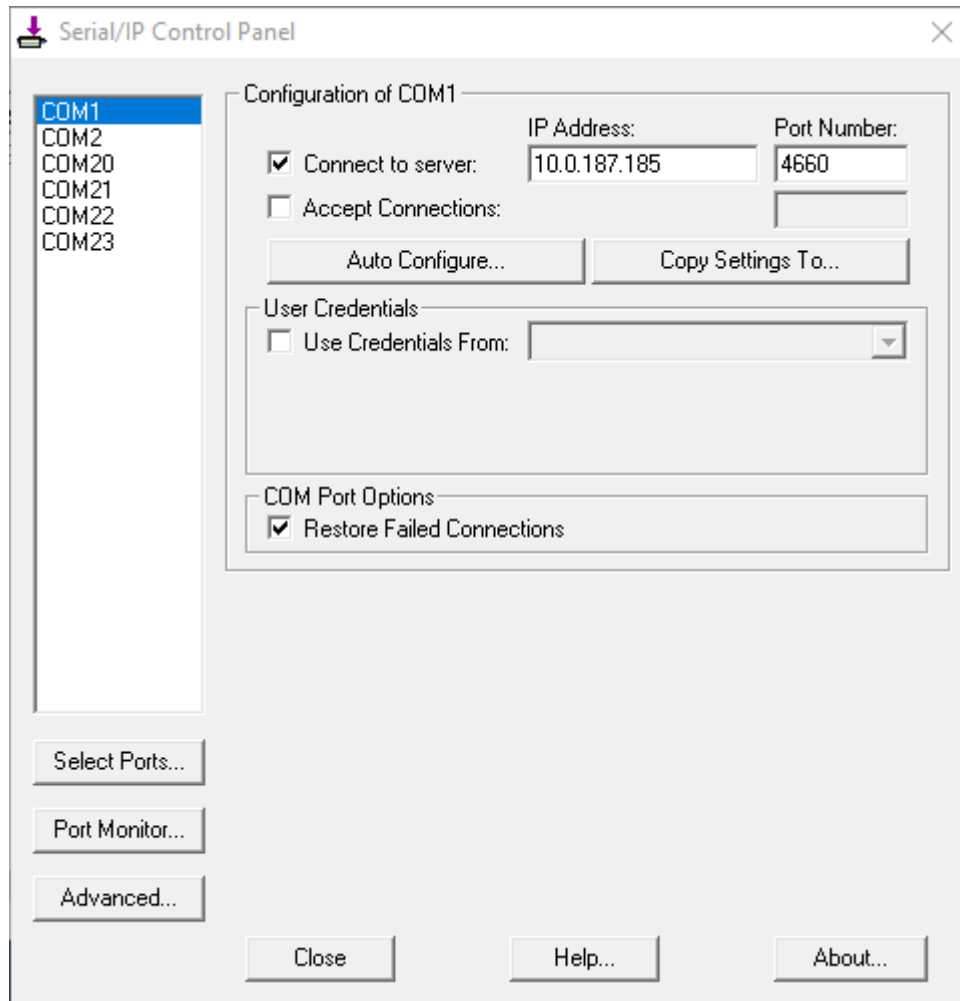 Serial/IP Control Panel
COM1
COM2
COM20
COM21
COM22
COM23
Configuration of COM1
IP Address: Port Number:
Connect to server: 10.0.187.185 4660
Accept Connections:
Auto Configure... Copy Settings To...
User Credentials
Use Credentials From:
COM Port Options
Restore Failed Connections
Select Ports...
Port Monitor...
Advanced...
Close Help... About...